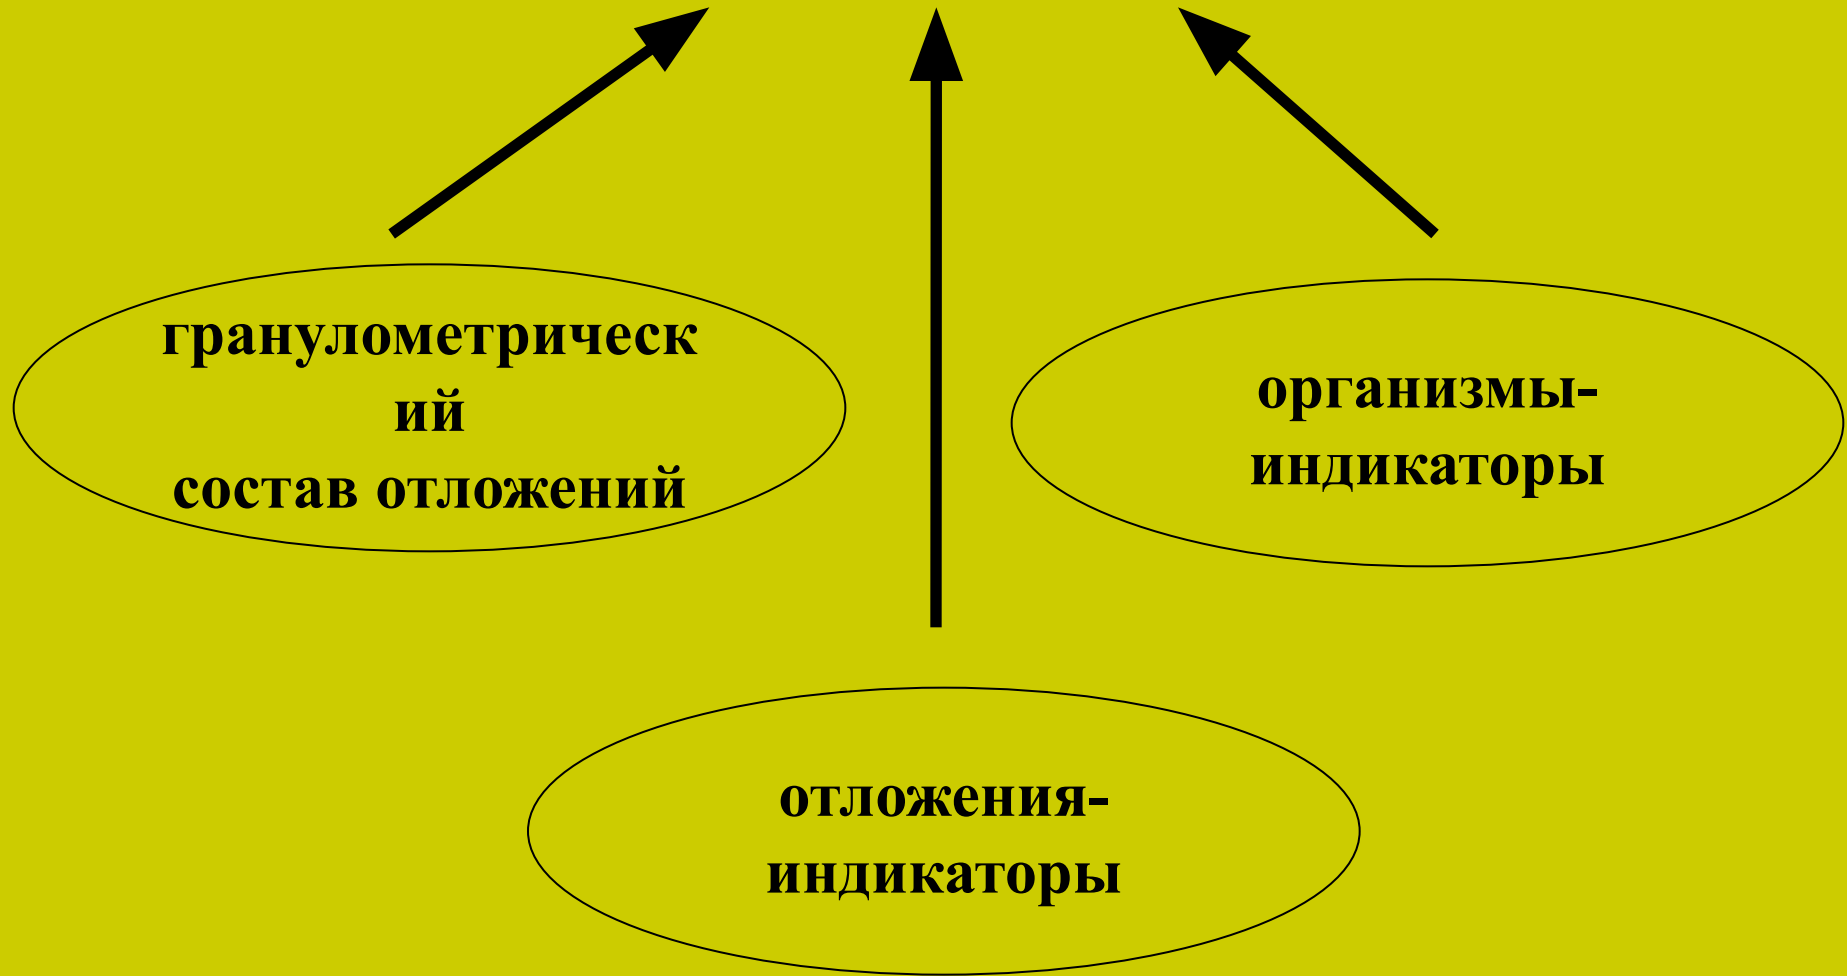 гранулометрическ
ий
состав отложений
организмы-
индикаторы
отложения-
индикаторы